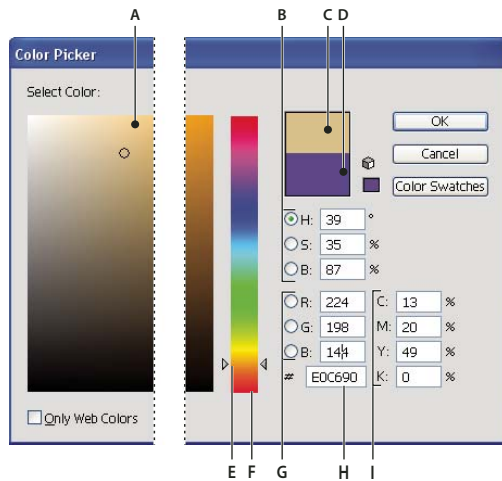 A B C D
Color Picker
Select Color:
OK
Cancel
Color Swatches
H: 39 °
S: 35 %
B: 87 %
R: 224 C: 13 %
G: 198 M: 20 %
B: 144 Y: 49 %
# E0C690 K: 0 %
Only Web Colors
E F G H I